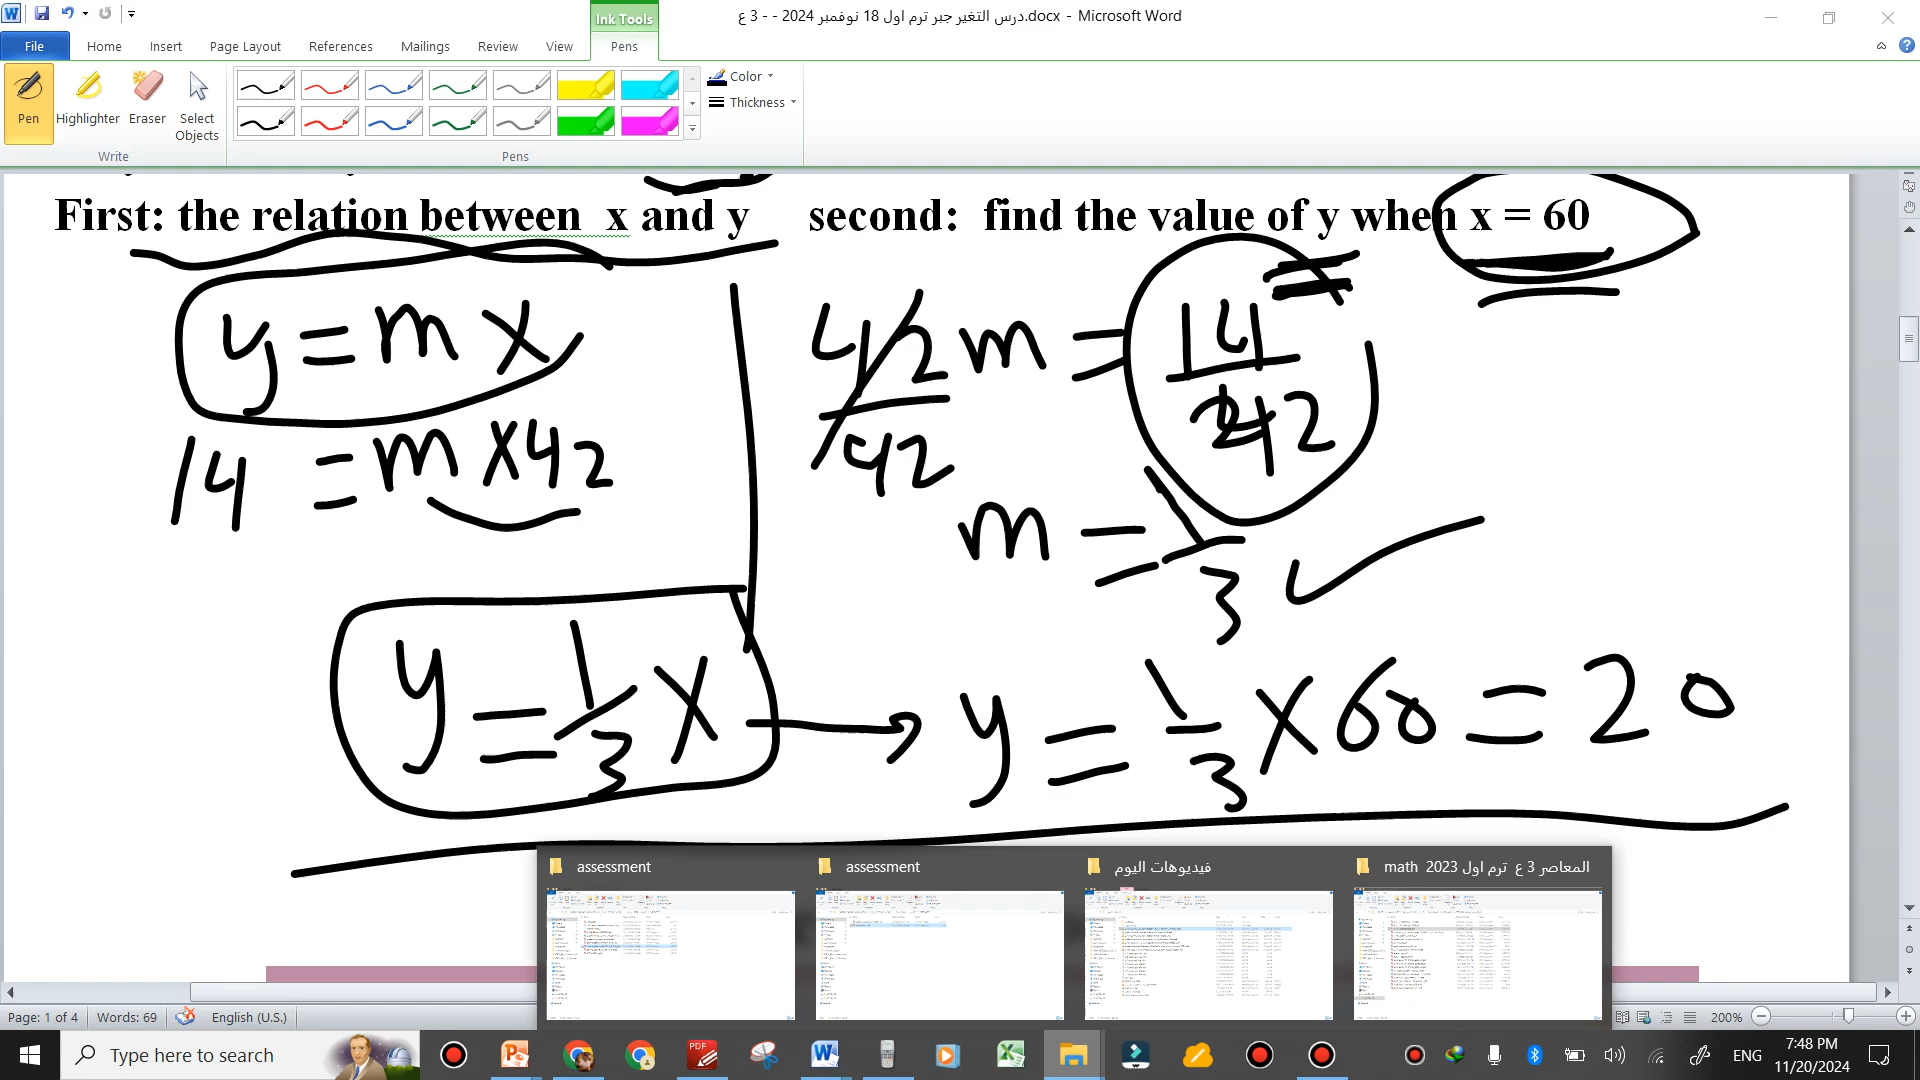 درس التغير جبر ترم اول 18 نوفمبر 2024 - - 3 ع.docx - Microsoft Word
Ink Tools
File Home Insert Page Layout References Mailings Review View Pens
Color
Thickness
Pen Highlighter Eraser Select Objects
Write Pens
First: the relation between x and y second: find the value of y when x = 60
y = m x
42/42 m = 14/42
14 = m x 42
m = 1/3
y = 1/3 x → y = 1/3 x 60 = 20
assessment assessment فيديوهات اليوم المعاصر 3 ع ترم اول 2023 math
Page: 1 of 4 Words: 69 English (U.S.) 200%
Type here to search
PDF
ENG
7:48 PM
11/20/2024